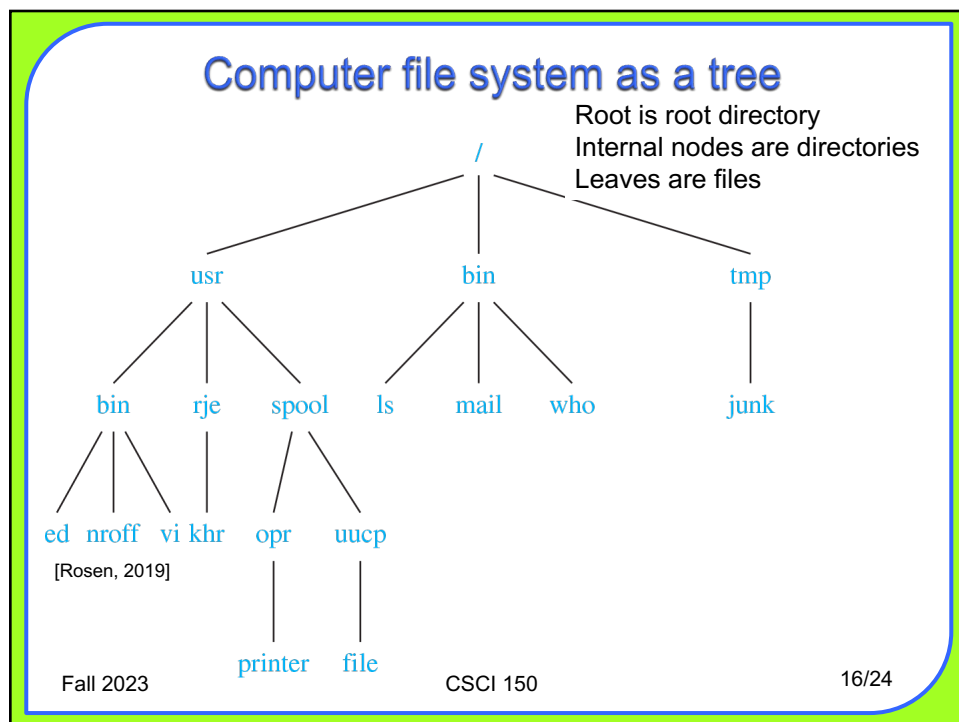 Computer file system as a tree
Root is root directory
Internal nodes are directories
Leaves are files
/
usr bin tmp
bin rje spool ls mail who junk
ed nroff vi khr opr uucp
[Rosen, 2019]
printer file
Fall 2023 CSCI 150 16/24